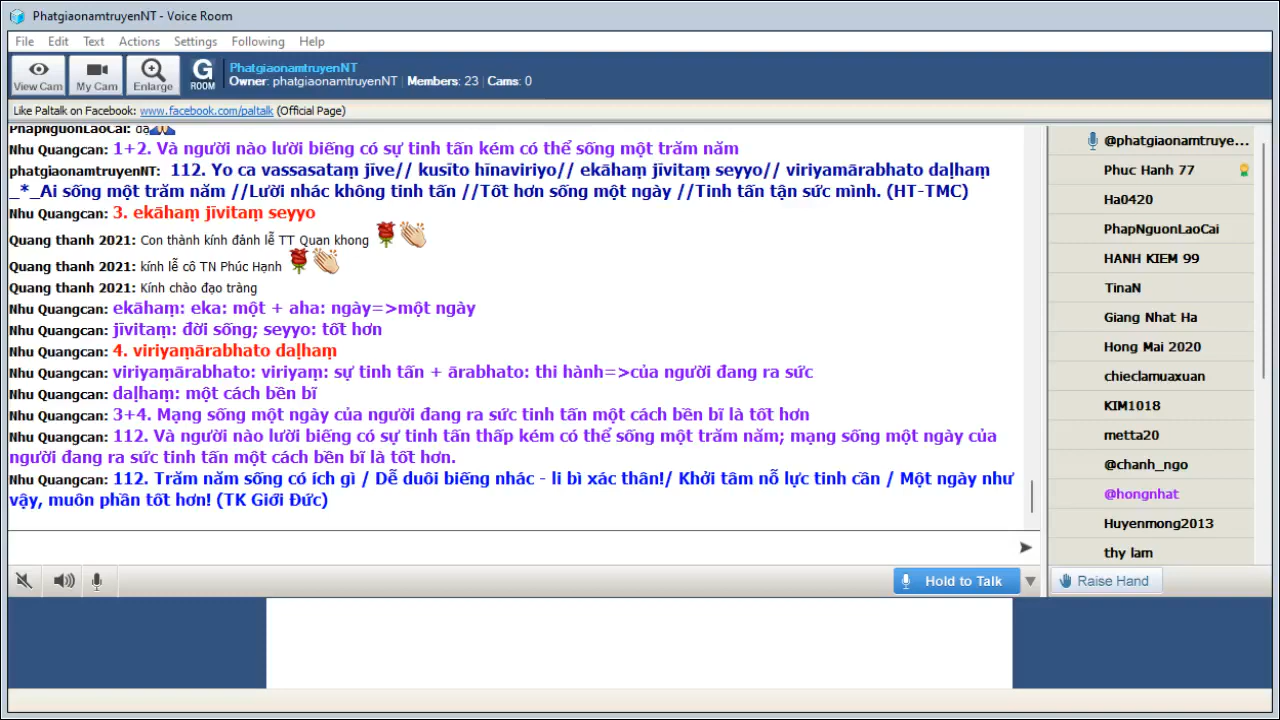 PhatgiaonamtruyenNT - Voice Room
File Edit Text Actions Settings Following Help
View Cam My Cam Enlarge G ROOM
PhatgiaonamtruyenNT
Owner: phatgiaonamtruyenNT | Members: 23 | Cams: 0
Like Paltalk on Facebook: www.facebook.com/paltalk (Official Page)
PhapNguonLaoCai: dạ
Nhu Quangcan: 1+2. Và người nào lười biếng có sự tinh tấn kém có thể sống một trăm năm
phatgiaonamtruyenNT: 112. Yo ca vassasataṃ jīve// kusīto hīnaviriyo// ekāhaṃ jīvitaṃ seyyo// viriyamārabhato daḷhaṃ
_*_Ai sống một trăm năm //Lười nhác không tinh tấn //Tốt hơn sống một ngày //Tinh tấn tận sức mình. (HT-TMC)
Nhu Quangcan: 3. ekāhaṃ jīvitaṃ seyyo
Quang thanh 2021: Con thành kính đảnh lễ TT Quan khong
Quang thanh 2021: kính lễ cô TN Phúc Hạnh
Quang thanh 2021: Kính chào đạo tràng
Nhu Quangcan: ekāhaṃ: eka: một + aha: ngày=>một ngày
Nhu Quangcan: jīvitaṃ: đời sống; seyyo: tốt hơn
Nhu Quangcan: 4. viriyaṃārabhato daḷhaṃ
Nhu Quangcan: viriyaṃārabhato: viriyaṃ: sự tinh tấn + ārabhato: thi hành=>của người đang ra sức
Nhu Quangcan: daḷhaṃ: một cách bền bĩ
Nhu Quangcan: 3+4. Mạng sống một ngày của người đang ra sức tinh tấn một cách bền bĩ là tốt hơn
Nhu Quangcan: 112. Và người nào lười biếng có sự tinh tấn thấp kém có thể sống một trăm năm; mạng sống một ngày của
người đang ra sức tinh tấn một cách bền bĩ là tốt hơn.
Nhu Quangcan: 112. Trăm năm sống có ích gì / Dễ duôi biếng nhác - li bì xác thân!/ Khởi tâm nỗ lực tinh cần / Một ngày như
vậy, muôn phần tốt hơn! (TK Giới Đức)
Hold to Talk
@phatgiaonamtruye...
Phuc Hanh 77
Ha0420
PhapNguonLaoCai
HANH KIEM 99
TinaN
Giang Nhat Ha
Hong Mai 2020
chieclamuaxuan
KIM1018
metta20
@chanh_ngo
@hongnhat
Huyenmong2013
thy lam
Raise Hand